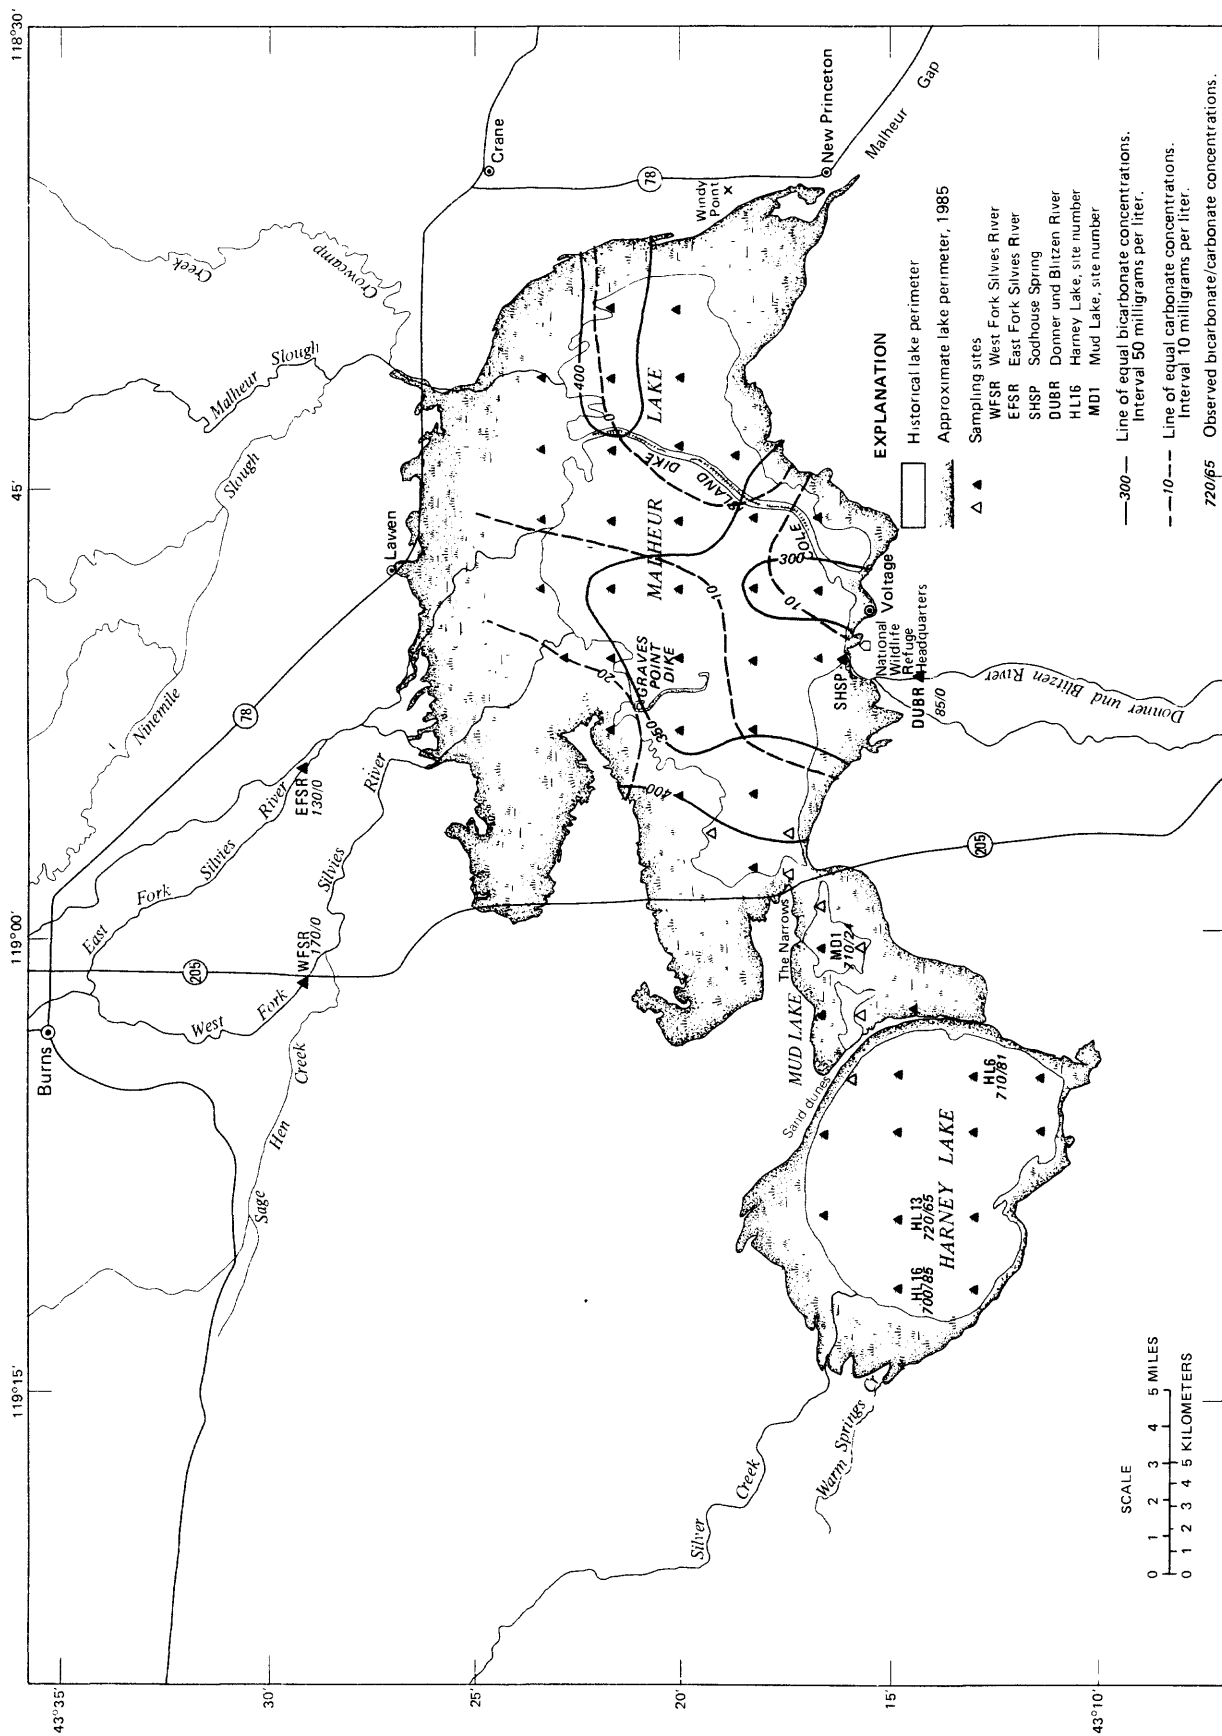 119°15'
119°00'
45'
118°30'
43°35'
30'
25'
20'
15'
43°10'
Burns
205
78
East
Fork
Silvies
River
EFSR
130/0
West
Fork
WFSR
170/0
Silvies
River
Sage
Hen
Creek
Ninemile
Slough
Malheur
Slough
Crowcamp
Creek
Lawen
Crane
78
Windy
Point
New Princeton
Malheur
Gap
MALHEUR
LAKE
COLE
ISLAND
DIKE
GRAVES
POINT
DIKE
400
0
10
20
350
400
300
10
SHSP
National
Wildlife
Refuge
Headquarters
Voltage
DUBR
85/0
Donner und Blitzen River
205
The Narrows
MUD LAKE
MD1
710/24
Sand dunes
HARNEY LAKE
HL6
710/81
HL13
720/65
HL16
700/85
Silver
Creek
Warm Springs
Cr
SCALE
0 1 2 3 4 5 MILES
0 1 2 3 4 5 KILOMETERS
EXPLANATION
Historical lake perimeter
Approximate lake perimeter, 1985
Sampling sites
WFSR West Fork Silvies River
EFSR East Fork Silvies River
SHSP Sodhouse Spring
DUBR Donner und Blitzen River
HL16 Harney Lake, site number
MD1 Mud Lake, site number
—300— Line of equal bicarbonate concentrations.
Interval 50 milligrams per liter.
--10--- Line of equal carbonate concentrations.
Interval 10 milligrams per liter.
720/65 Observed bicarbonate/carbonate concentrations.